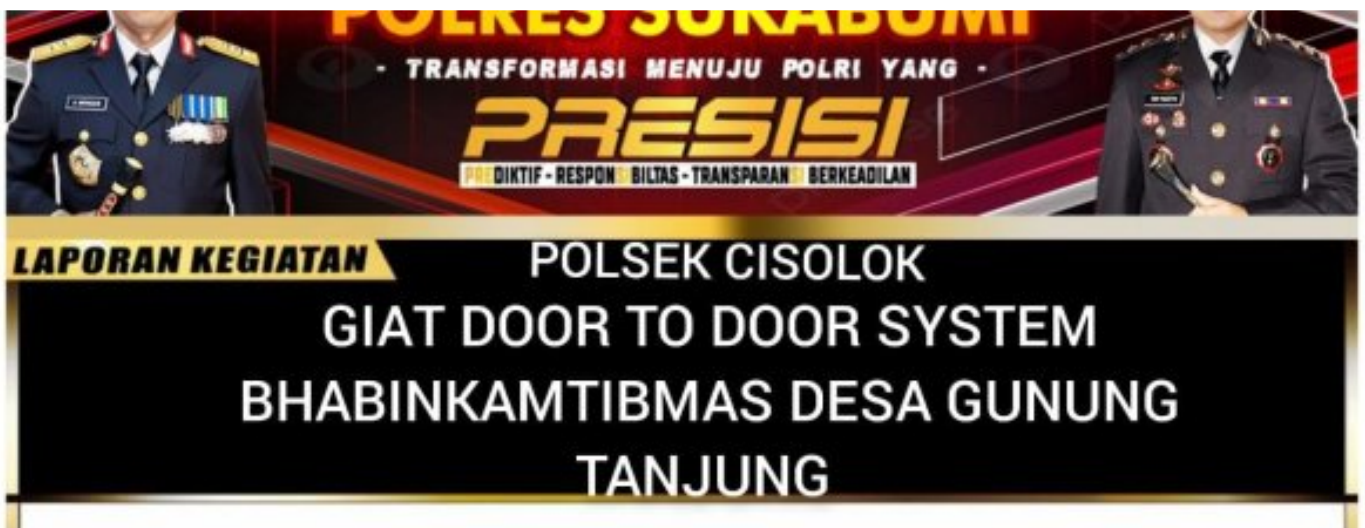 POLRES SUKABUMI
- TRANSFORMASI MENUJU POLRI YANG -
PRESISI
PREDIKTIF - RESPONSIBILTAS - TRANSPARANSI BERKEADILAN
LAPORAN KEGIATAN
POLSEK CISOLOK
GIAT DOOR TO DOOR SYSTEM
BHABINKAMTIBMAS DESA GUNUNG
TANJUNG